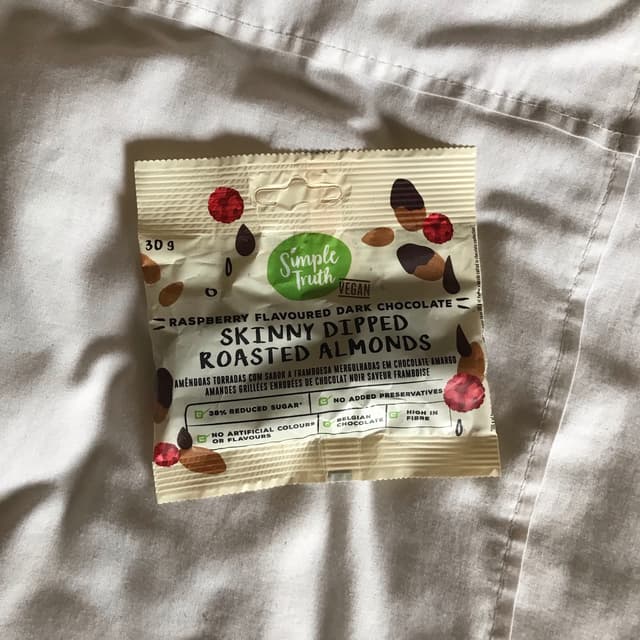 30 g
Simple
Truth
VEGAN
RASPBERRY FLAVOURED DARK CHOCOLATE
SKINNY DIPPED
ROASTED ALMONDS
AMÊNDOAS TORRADAS COM SABOR A FRAMBOESA MERGULHADAS EM CHOCOLATE AMARGO
AMANDES GRILLÉES ENROBÉES DE CHOCOLAT NOIR SAVEUR FRAMBOISE
38% REDUCED SUGAR*
NO ADDED PRESERVATIVES
NO ARTIFICIAL COLOURS
OR FLAVOURS
BELGIAN
CHOCOLATE
HIGH IN
FIBRE